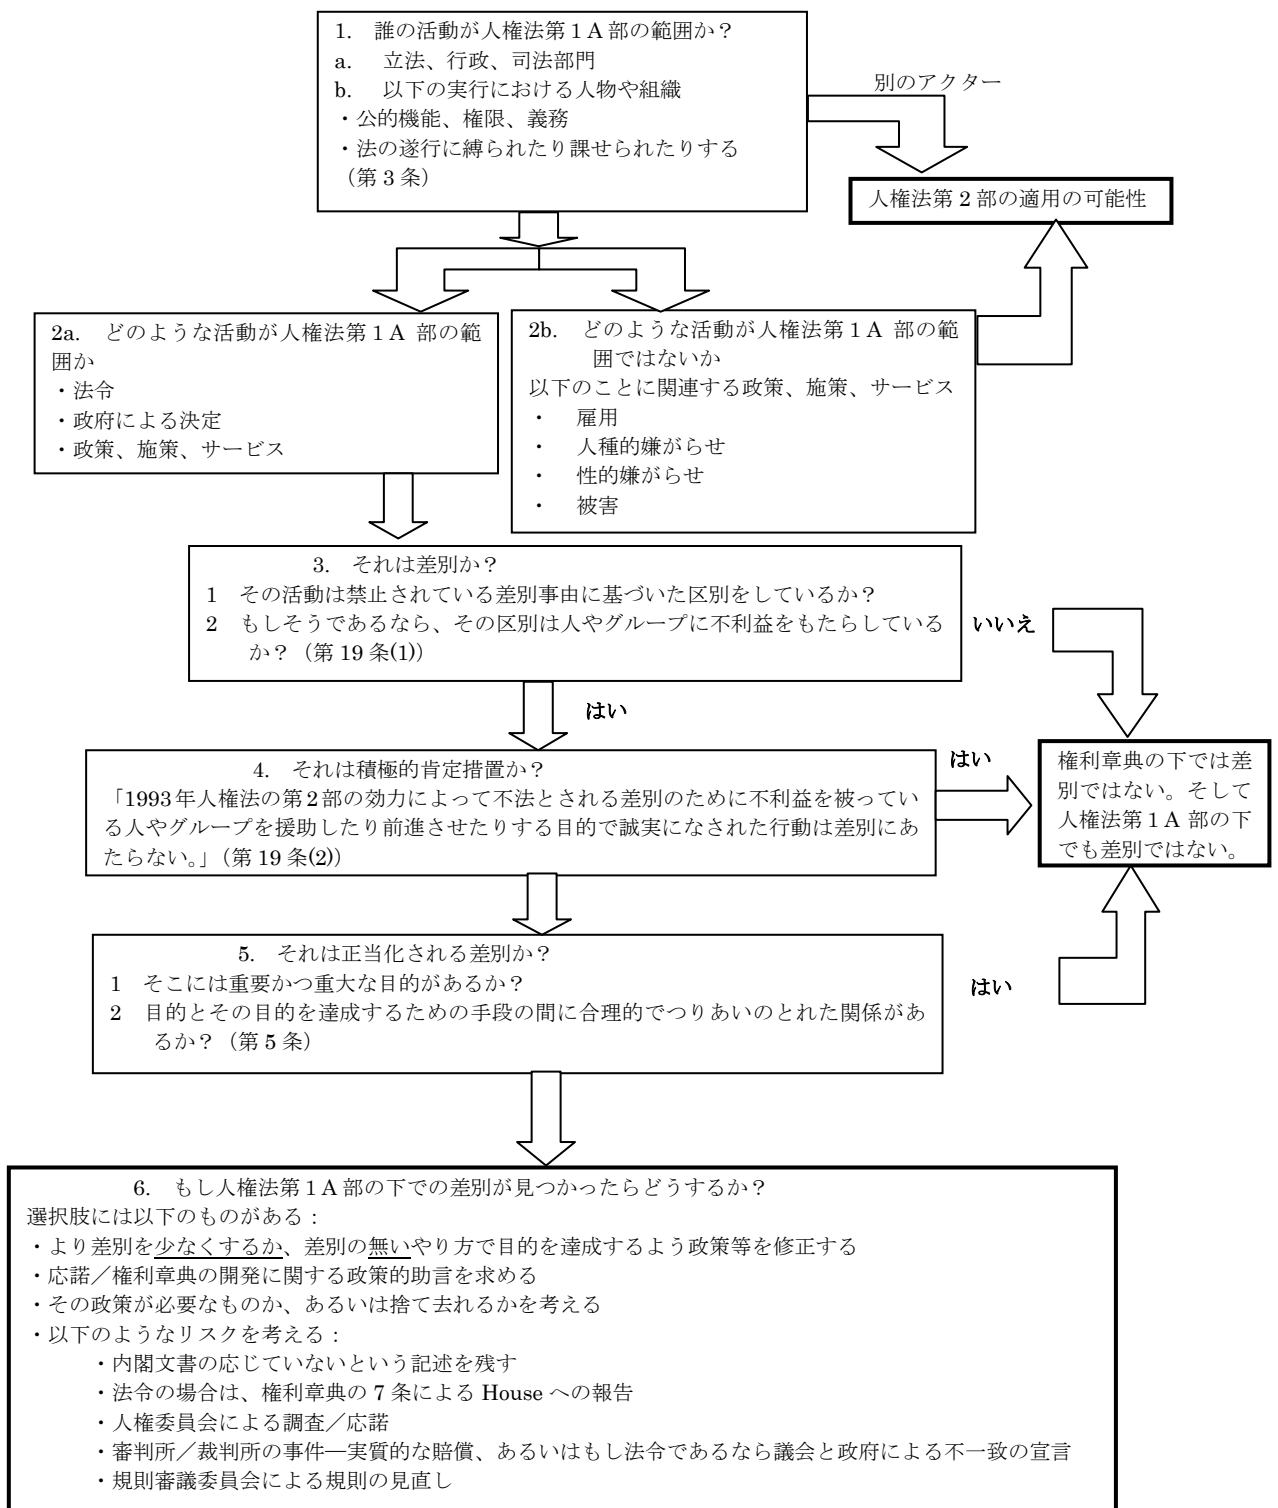 1. 誰の活動が人権法第1A部の範囲か？
a. 立法、行政、司法部門
b. 以下の実行における人物や組織
・公的機能、権限、義務
・法の遂行に縛られたり課せられたりする
（第3条）
別のアクター
人権法第2部の適用の可能性
2a. どのような活動が人権法第1A 部の範
囲か
・法令
・政府による決定
・政策、施策、サービス
2b. どのような活動が人権法第1A 部の範
囲ではないか
以下のことに関連する政策、施策、サービス
・ 雇用
・ 人種的嫌がらせ
・ 性的嫌がらせ
・ 被害
3. それは差別か？
1 その活動は禁止されている差別事由に基づいた区別をしているか？
2 もしそうであるなら、その区別は人やグループに不利益をもたらしている
か？（第19条(1)）
いいえ
はい
4. それは積極的肯定措置か？
「1993年人権法の第2部の効力によって不法とされる差別のために不利益を被ってい
る人やグループを援助したり前進させたりする目的で誠実になされた行動は差別にあ
たらない。」（第19条(2)）
はい
権利章典の下では差
別ではない。そして
人権法第1A部の下
でも差別ではない。
5. それは正当化される差別か？
1 そこには重要かつ重大な目的があるか？
2 目的とその目的を達成するための手段の間に合理的でつりあいのとれた関係があ
るか？（第5条）
はい
6. もし人権法第1A部の下での差別が見つかったらどうするか？
選択肢には以下のものがある：
・より差別を少なくするか、差別の無いやり方で目的を達成するよう政策等を修正する
・応諾／権利章典の開発に関する政策的助言を求める
・その政策が必要なものか、あるいは捨て去れるかを考える
・以下のようなリスクを考える：
・内閣文書の応じていないという記述を残す
・法令の場合は、権利章典の7条による House への報告
・人権委員会による調査／応諾
・審判所／裁判所の事件―実質的な賠償、あるいはもし法令であるなら議会と政府による不一致の宣言
・規則審議委員会による規則の見直し